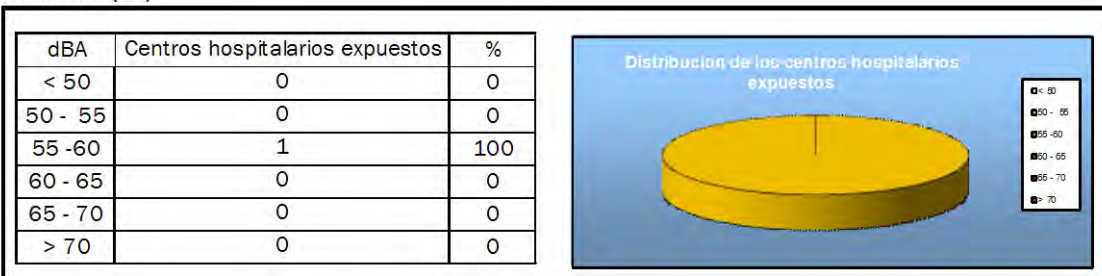 dBA Centros hospitalarios expuestos %
< 50 0 0
50 - 55 0 0
55 -60 1 100
60 - 65 0 0
65 - 70 0 0
> 70 0 0
Distribucion de los centros hospitalarios
expuestos
< 50
50 - 55
55 -60
60 - 65
65 - 70
> 70